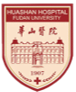 HUASHAN HOSPITAL
FUDAN UNIVERSITY
華山醫院
1907